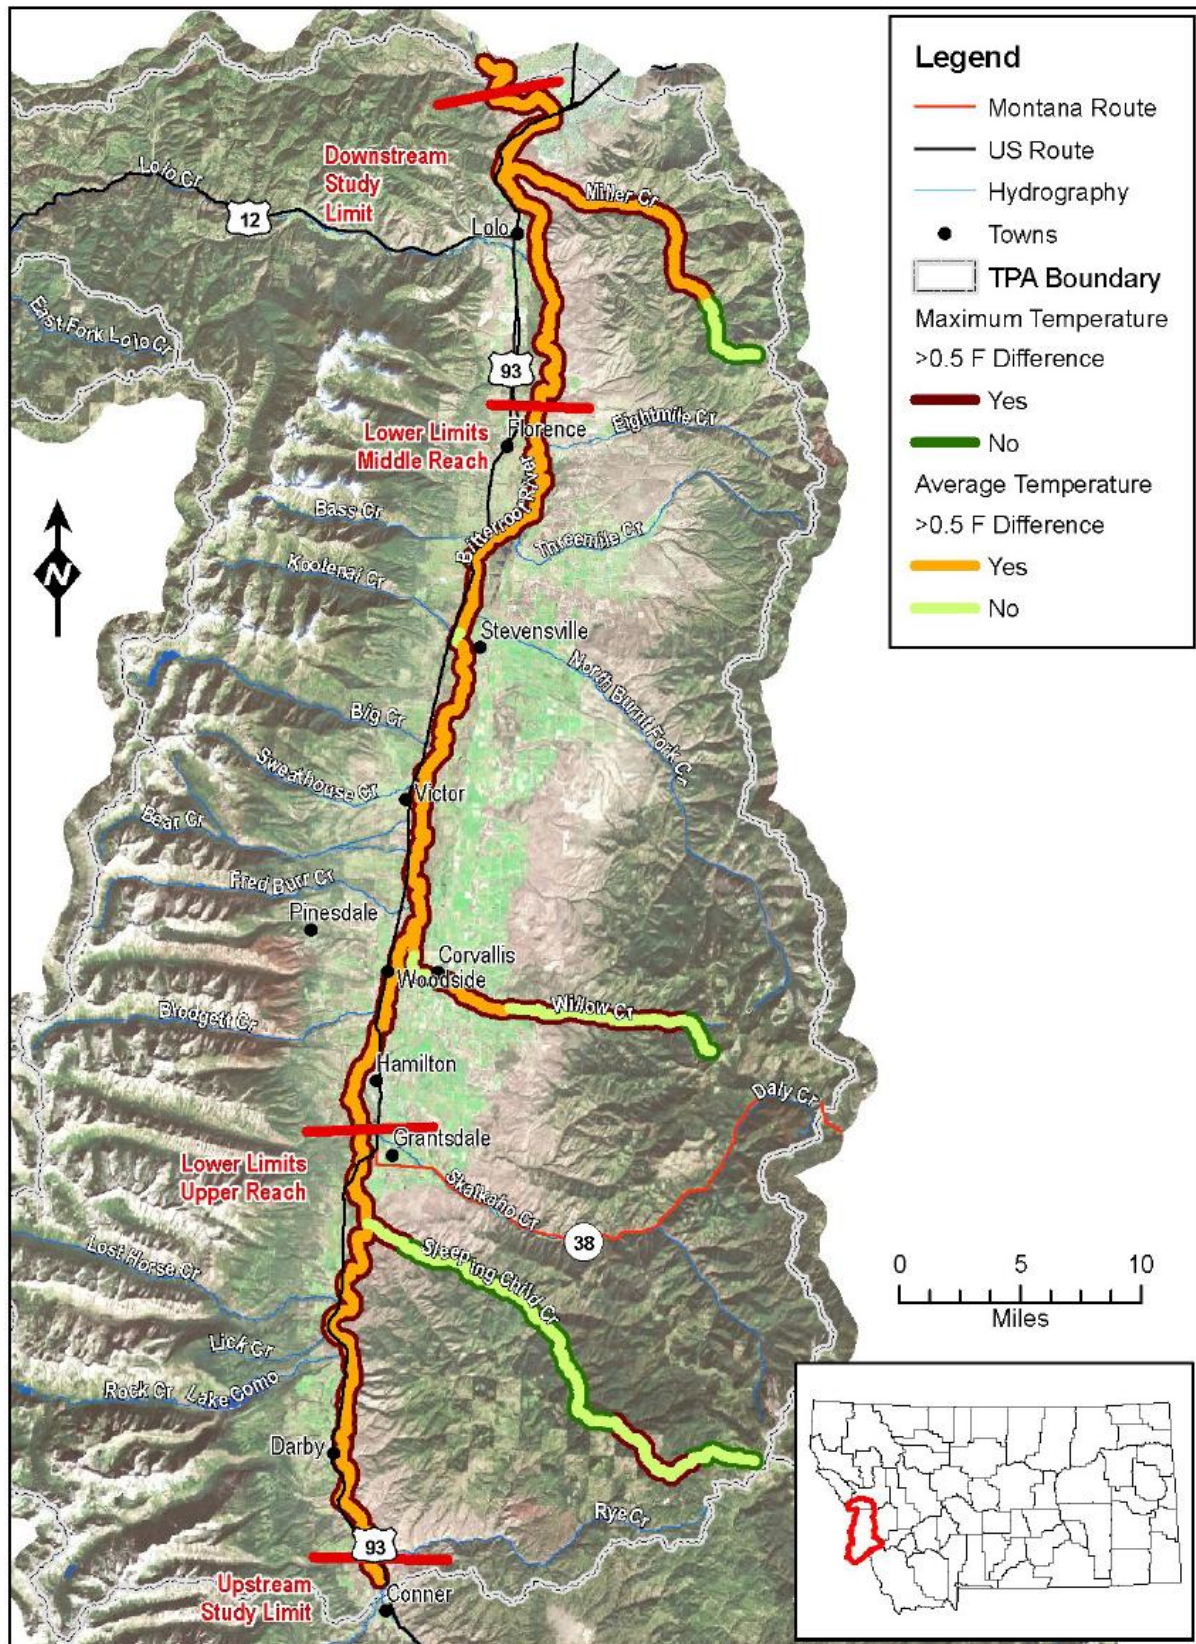 Legend
Montana Route
US Route
Hydrography
Towns
TPA Boundary
Maximum Temperature
>0.5 F Difference
Yes
No
Average Temperature
>0.5 F Difference
Yes
No
Downstream
Study
Limit
Lolo Cr
12
Miller Cr
Lolo
East Fork Lolo Cr
93
Lower Limits
Middle Reach
Florence
Eightmile Cr
Bitterroot River
Bass Cr
Threemile Cr
Kootenai Cr
N
Stevensville
North Burnt Fork Cr
Big Cr
Sweathouse Cr
Victor
Bear Cr
Fred Burr Cr
Pinesdale
Corvallis
Woodside
Willow Cr
Blodgett Cr
Hamilton
Daly Cr
Grantsdale
Lower Limits
Upper Reach
Skalkaho Cr
38
Lost Horse Cr
Sleeping Child Cr
0 5 10
Miles
Lick Cr
Rock Cr
Lake Como
Darby
Rye Cr
93
Upstream
Study Limit
Conner